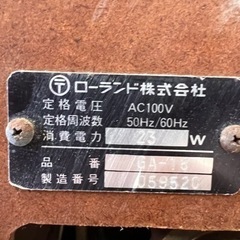 〒 ローランド株式会社
定格電圧 AC100V
定格周波数 50Hz/60Hz
消費電力 23 W
品番
製造番号 059520